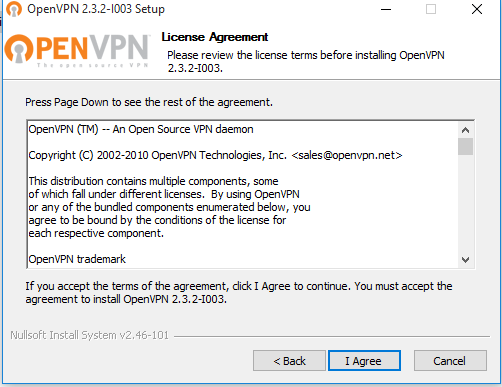 OpenVPN 2.3.2-I003 Setup
OPENVPN™
The open source VPN
License Agreement
Please review the license terms before installing OpenVPN
2.3.2-I003.
Press Page Down to see the rest of the agreement.
OpenVPN (TM) -- An Open Source VPN daemon
Copyright (C) 2002-2010 OpenVPN Technologies, Inc. <sales@openvpn.net>
This distribution contains multiple components, some
of which fall under different licenses.  By using OpenVPN
or any of the bundled components enumerated below, you
agree to be bound by the conditions of the license for
each respective component.
OpenVPN trademark
If you accept the terms of the agreement, click I Agree to continue. You must accept the
agreement to install OpenVPN 2.3.2-I003.
Nullsoft Install System v2.46-101
< Back
I Agree
Cancel